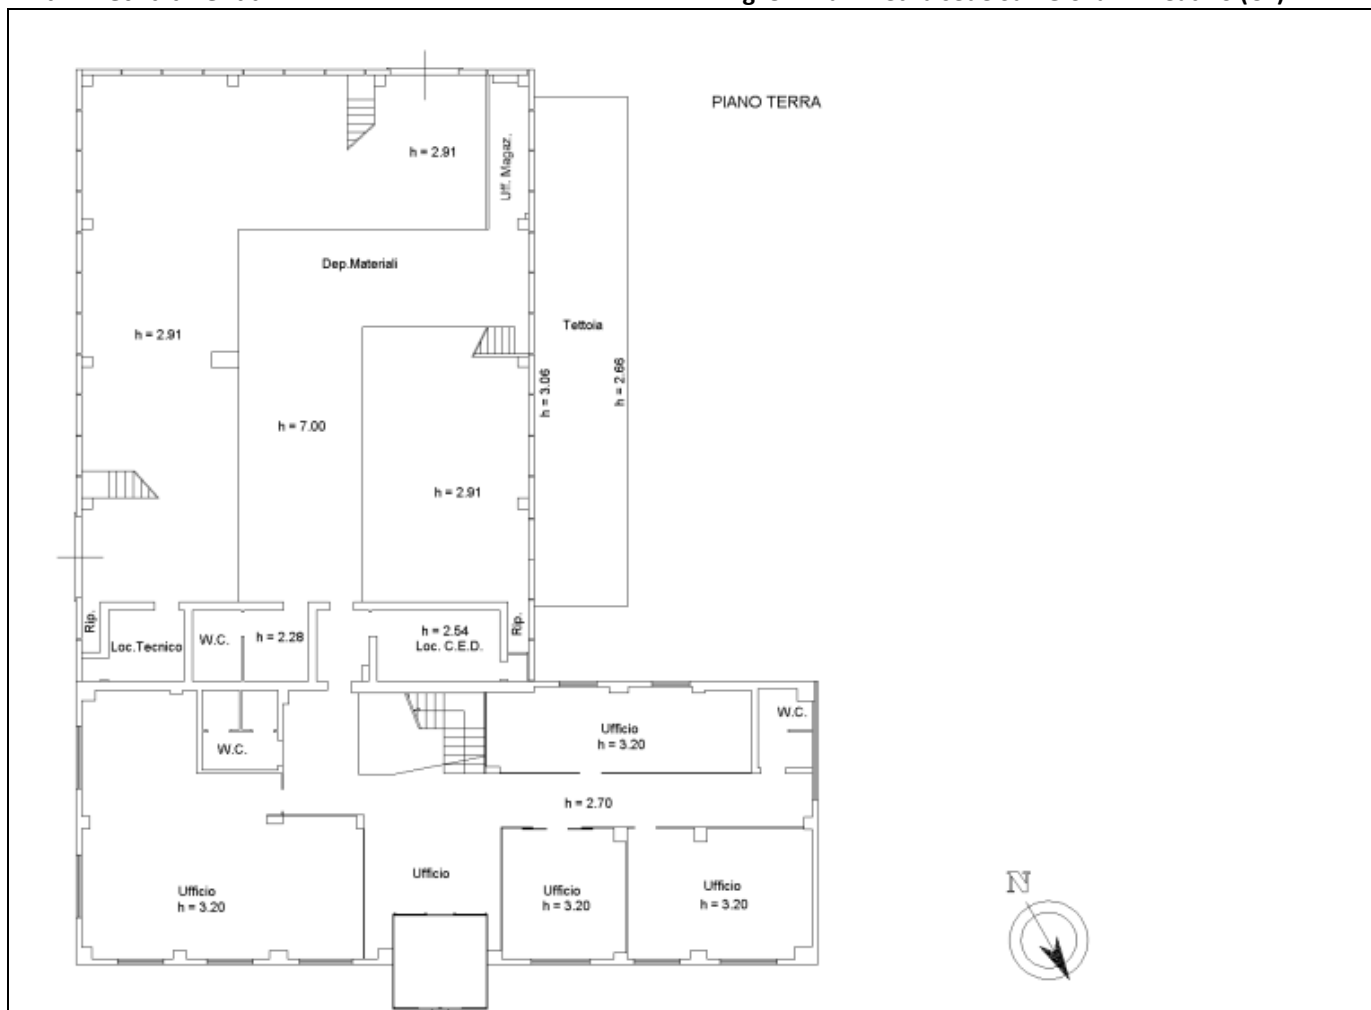 PIANO TERRA
h = 2.91
Uff. Magaz.
Dep.Materiali
Tettoia
h = 2.91
h = 3.06
h = 2.66
h = 7.00
h = 2.91
Rip.
Loc.Tecnico
W.C.
h = 2.28
h = 2.54
Loc. C.E.D.
Rip.
W.C.
Ufficio
h = 3.20
W.C.
h = 2.70
Ufficio
Ufficio
h = 3.20
Ufficio
h = 3.20
Ufficio
h = 3.20
N